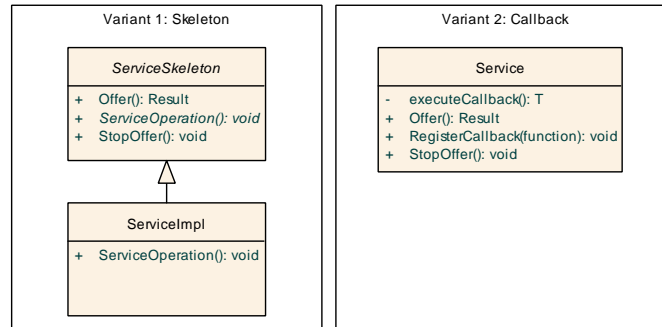 Variant 1: Skeleton
ServiceSkeleton
+ Offer(): Result
+ ServiceOperation(): void
+ StopOffer(): void
ServiceImpl
+ ServiceOperation(): void
Variant 2: Callback
Service
- executeCallback(): T
+ Offer(): Result
+ RegisterCallback(function): void
+ StopOffer(): void